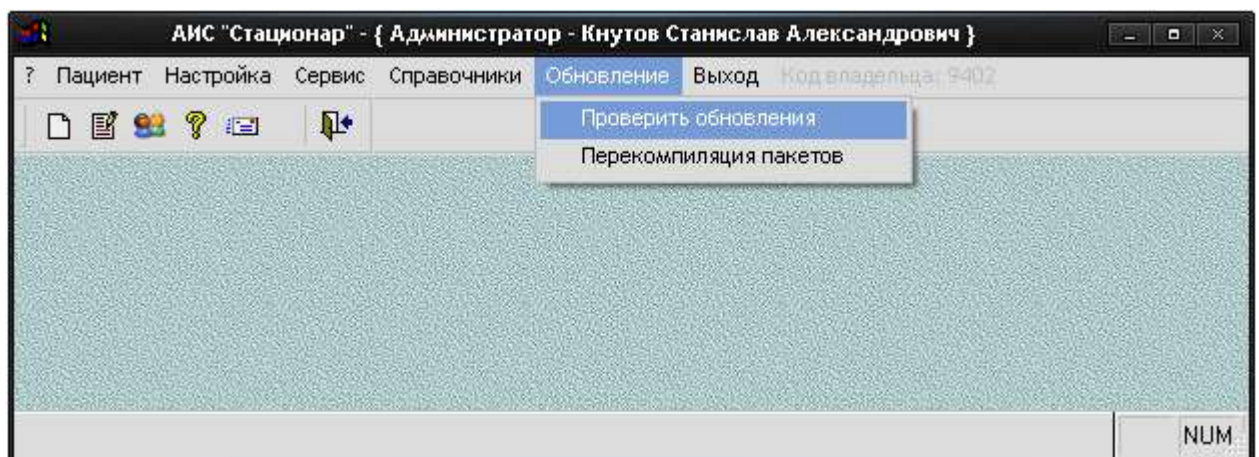 АИС "Стационар" - { Администратор - Кнутов Станислав Александрович }
? Пациент Настройка Сервис Справочники Обновление Выход Код владельца: 9402
Проверить обновления
Перекомпиляция пакетов
NUM